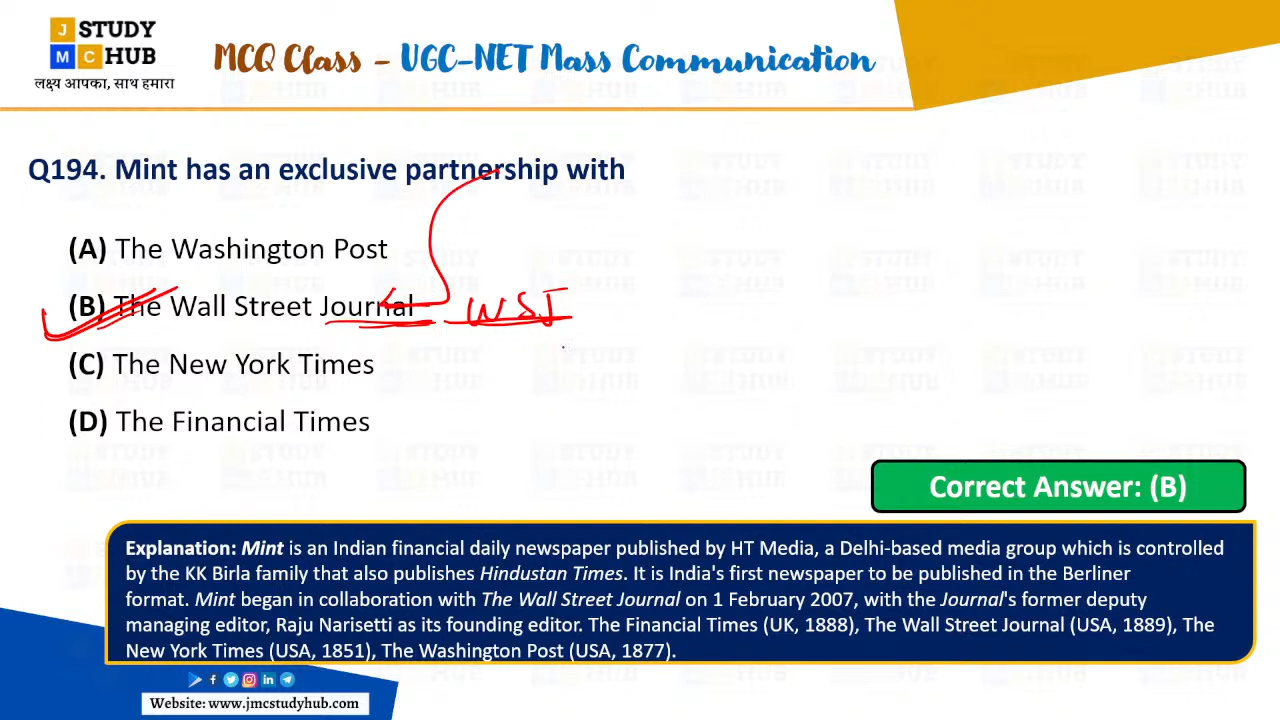 J STUDY
M C HUB
लक्ष्य आपका, साथ हमारा
MCQ Class - UGC-NET Mass Communication
Q194. Mint has an exclusive partnership with
(A) The Washington Post
(B) The Wall Street Journal WSJ
(C) The New York Times
(D) The Financial Times
Correct Answer: (B)
Explanation: Mint is an Indian financial daily newspaper published by HT Media, a Delhi-based media group which is controlled
by the KK Birla family that also publishes Hindustan Times. It is India's first newspaper to be published in the Berliner
format. Mint began in collaboration with The Wall Street Journal on 1 February 2007, with the Journal's former deputy
managing editor, Raju Narisetti as its founding editor. The Financial Times (UK, 1888), The Wall Street Journal (USA, 1889), The
New York Times (USA, 1851), The Washington Post (USA, 1877).
Website: www.jmcstudyhub.com